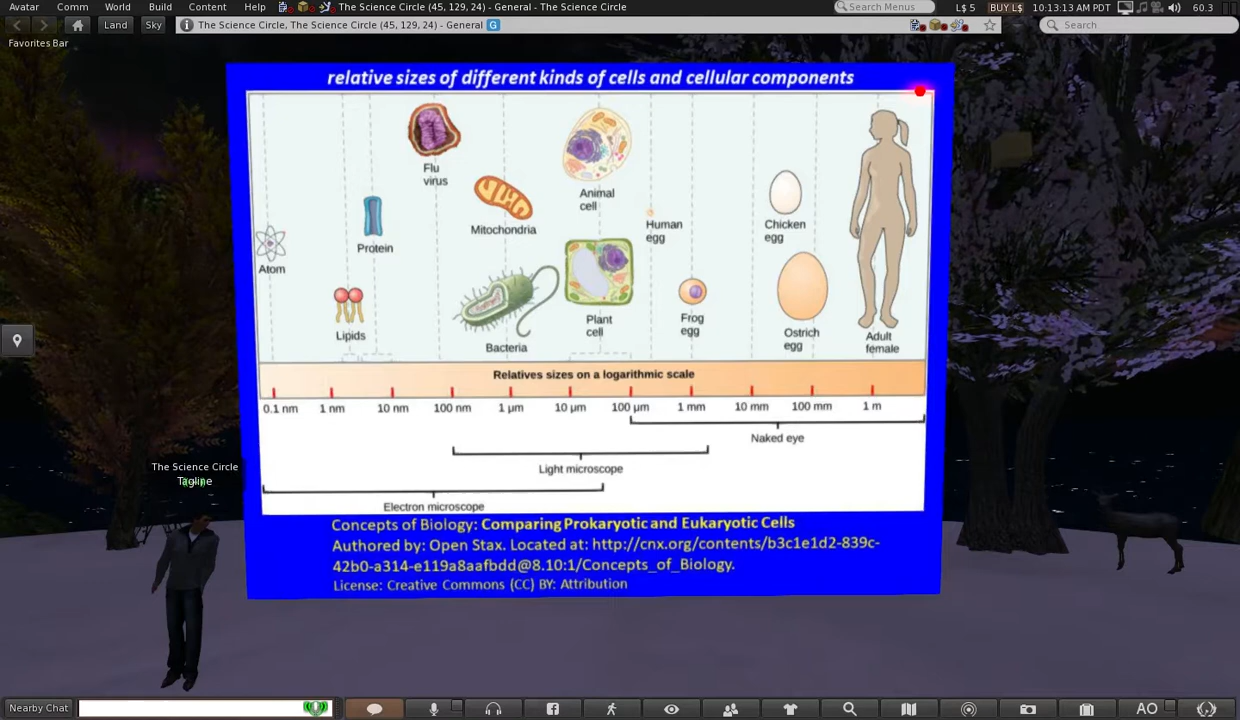 Avatar Comm World Build Content Help The Science Circle, The Science Circle (45, 129, 24) - General - The Science Circle Search Menus L$ 5 BUY L$ 10:13:13 AM PDT 60.3
Land Sky The Science Circle, The Science Circle (45, 129, 24) - General G Search
Favorites Bar
relative sizes of different kinds of cells and cellular components
Flu
virus
Animal
cell
Mitochondria
Human
egg
Chicken
egg
Protein
Atom
Lipids
Bacteria
Plant
cell
Frog
egg
Ostrich
egg
Adult
female
Relatives sizes on a logarithmic scale
0.1 nm 1 nm 10 nm 100 nm 1 µm 10 µm 100 µm 1 mm 10 mm 100 mm 1 m
Naked eye
Light microscope
Electron microscope
The Science Circle
Tagline
Concepts of Biology: Comparing Prokaryotic and Eukaryotic Cells
Authored by: Open Stax. Located at: http://cnx.org/contents/b3c1e1d2-839c-
42b0-a314-e119a8aafbdd@8.10:1/Concepts_of_Biology.
License: Creative Commons (CC) BY: Attribution
Nearby Chat AO